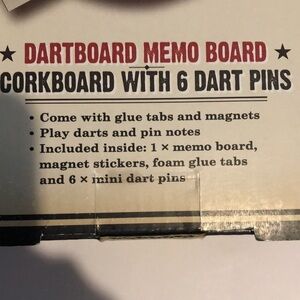 ★ DARTBOARD MEMO BOARD ★
CORKBOARD WITH 6 DART PINS
• Come with glue tabs and magnets
• Play darts and pin notes
• Included inside: 1 × memo board,
magnet stickers, foam glue tabs
and 6 × mini dart pins